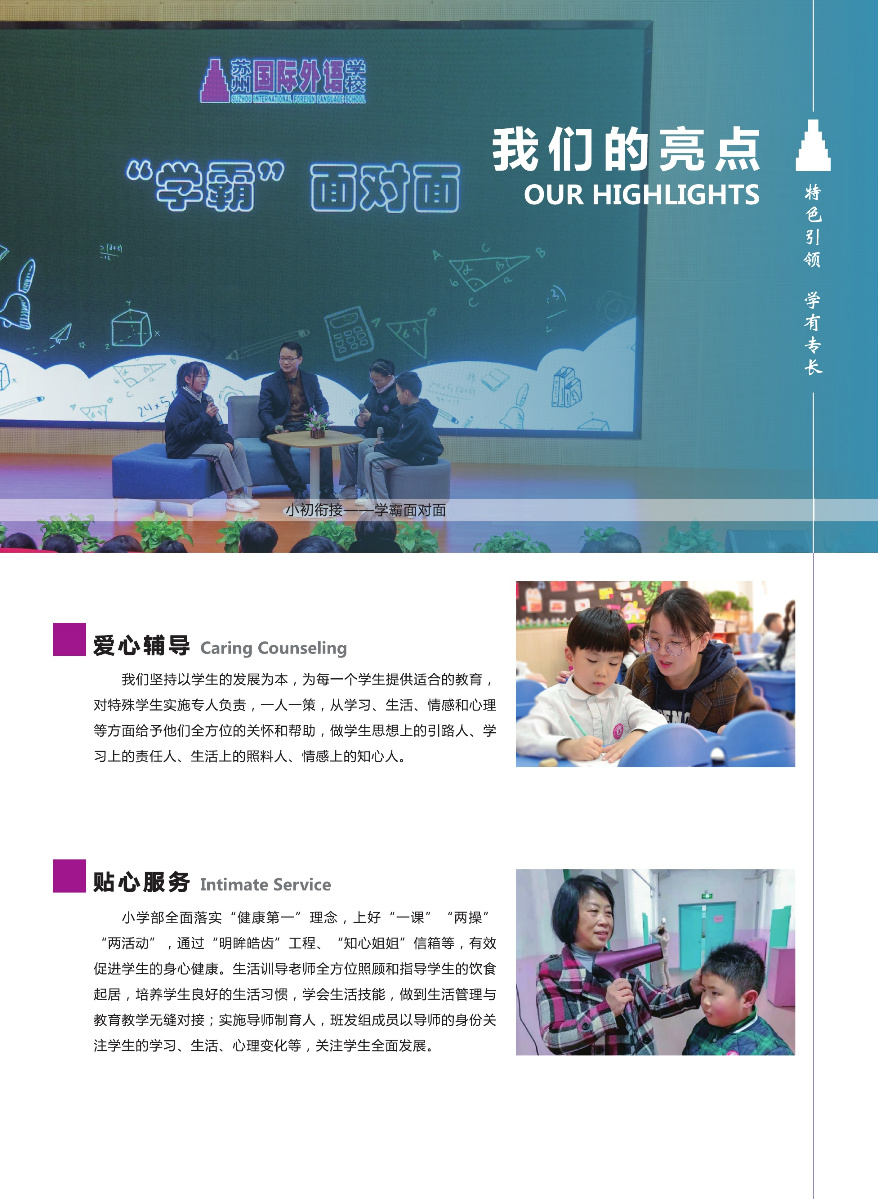 苏州国际外语学校
SUZHOU INTERNATIONAL FOREIGN LANGUAGE SCHOOL
“学霸”面对面
我们的亮点
OUR HIGHLIGHTS
特色引领 学有专长
小初衔接——学霸面对面
爱心辅导 Caring Counseling
我们坚持以学生的发展为本，为每一个学生提供适合的教育，
对特殊学生实施专人负责，一人一策，从学习、生活、情感和心理
等方面给予他们全方位的关怀和帮助，做学生思想上的引路人、学
习上的责任人、生活上的照料人、情感上的知心人。
贴心服务 Intimate Service
小学部全面落实“健康第一”理念，上好“一课”“两操”
“两活动”，通过“明眸皓齿”工程、“知心姐姐”信箱等，有效
促进学生的身心健康。生活训导老师全方位照顾和指导学生的饮食
起居，培养学生良好的生活习惯，学会生活技能，做到生活管理与
教育教学无缝对接；实施导师制育人，班发组成员以导师的身份关
注学生的学习、生活、心理变化等，关注学生全面发展。